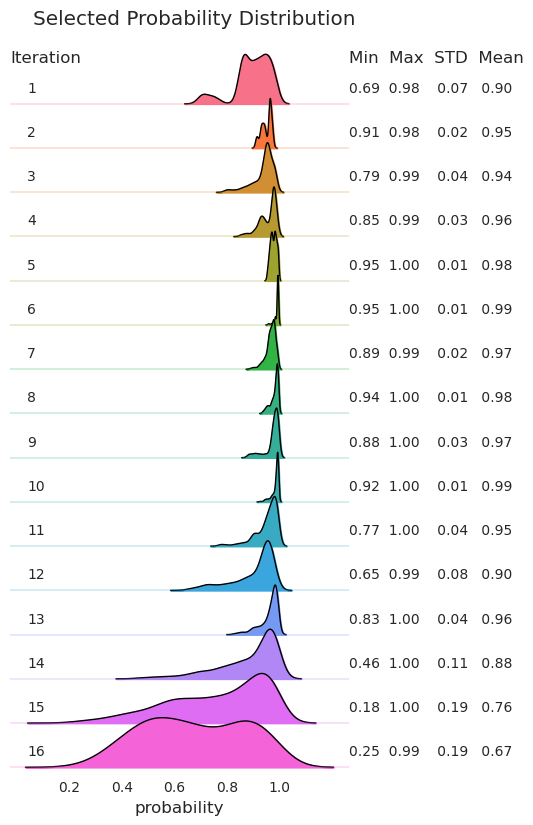 Selected Probability Distribution
Iteration Min Max STD Mean
1 0.69 0.98 0.07 0.90
2 0.91 0.98 0.02 0.95
3 0.79 0.99 0.04 0.94
4 0.85 0.99 0.03 0.96
5 0.95 1.00 0.01 0.98
6 0.95 1.00 0.01 0.99
7 0.89 0.99 0.02 0.97
8 0.94 1.00 0.01 0.98
9 0.88 1.00 0.03 0.97
10 0.92 1.00 0.01 0.99
11 0.77 1.00 0.04 0.95
12 0.65 0.99 0.08 0.90
13 0.83 1.00 0.04 0.96
14 0.46 1.00 0.11 0.88
15 0.18 1.00 0.19 0.76
16 0.25 0.99 0.19 0.67
0.2 0.4 0.6 0.8 1.0
probability